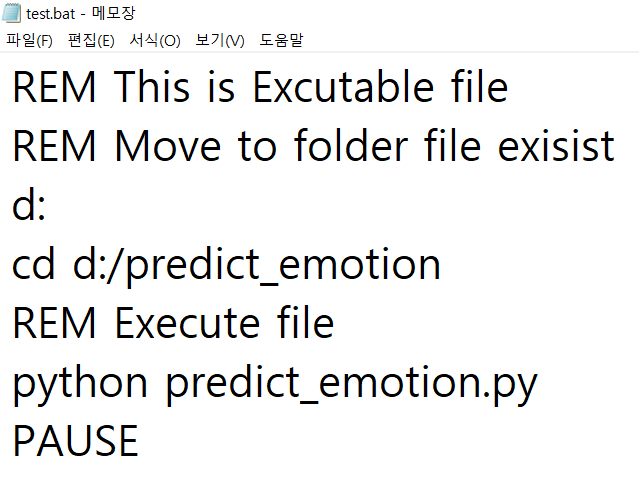 test.bat - 메모장
파일(F) 편집(E) 서식(O) 보기(V) 도움말
REM This is Excutable file
REM Move to folder file exisist
d:
cd d:/predict_emotion
REM Execute file
python predict_emotion.py
PAUSE